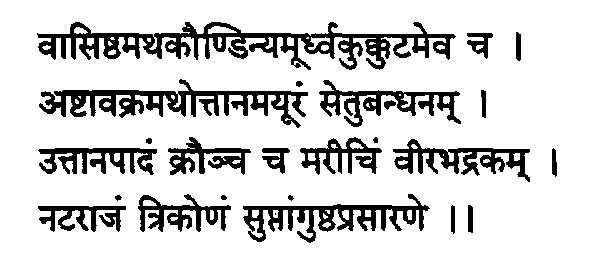 वासिष्ठमथकौण्डिन्यमूर्ध्वकुक्कुटमेव च ।
अष्टावक्रमथोत्तानमयूरं सेतुबन्धनम् ।
उत्तानपादं क्रौञ्च च मरीचिं वीरभद्रकम् ।
नटराजं त्रिकोणं सुप्तांगुष्ठप्रसारणे ।।